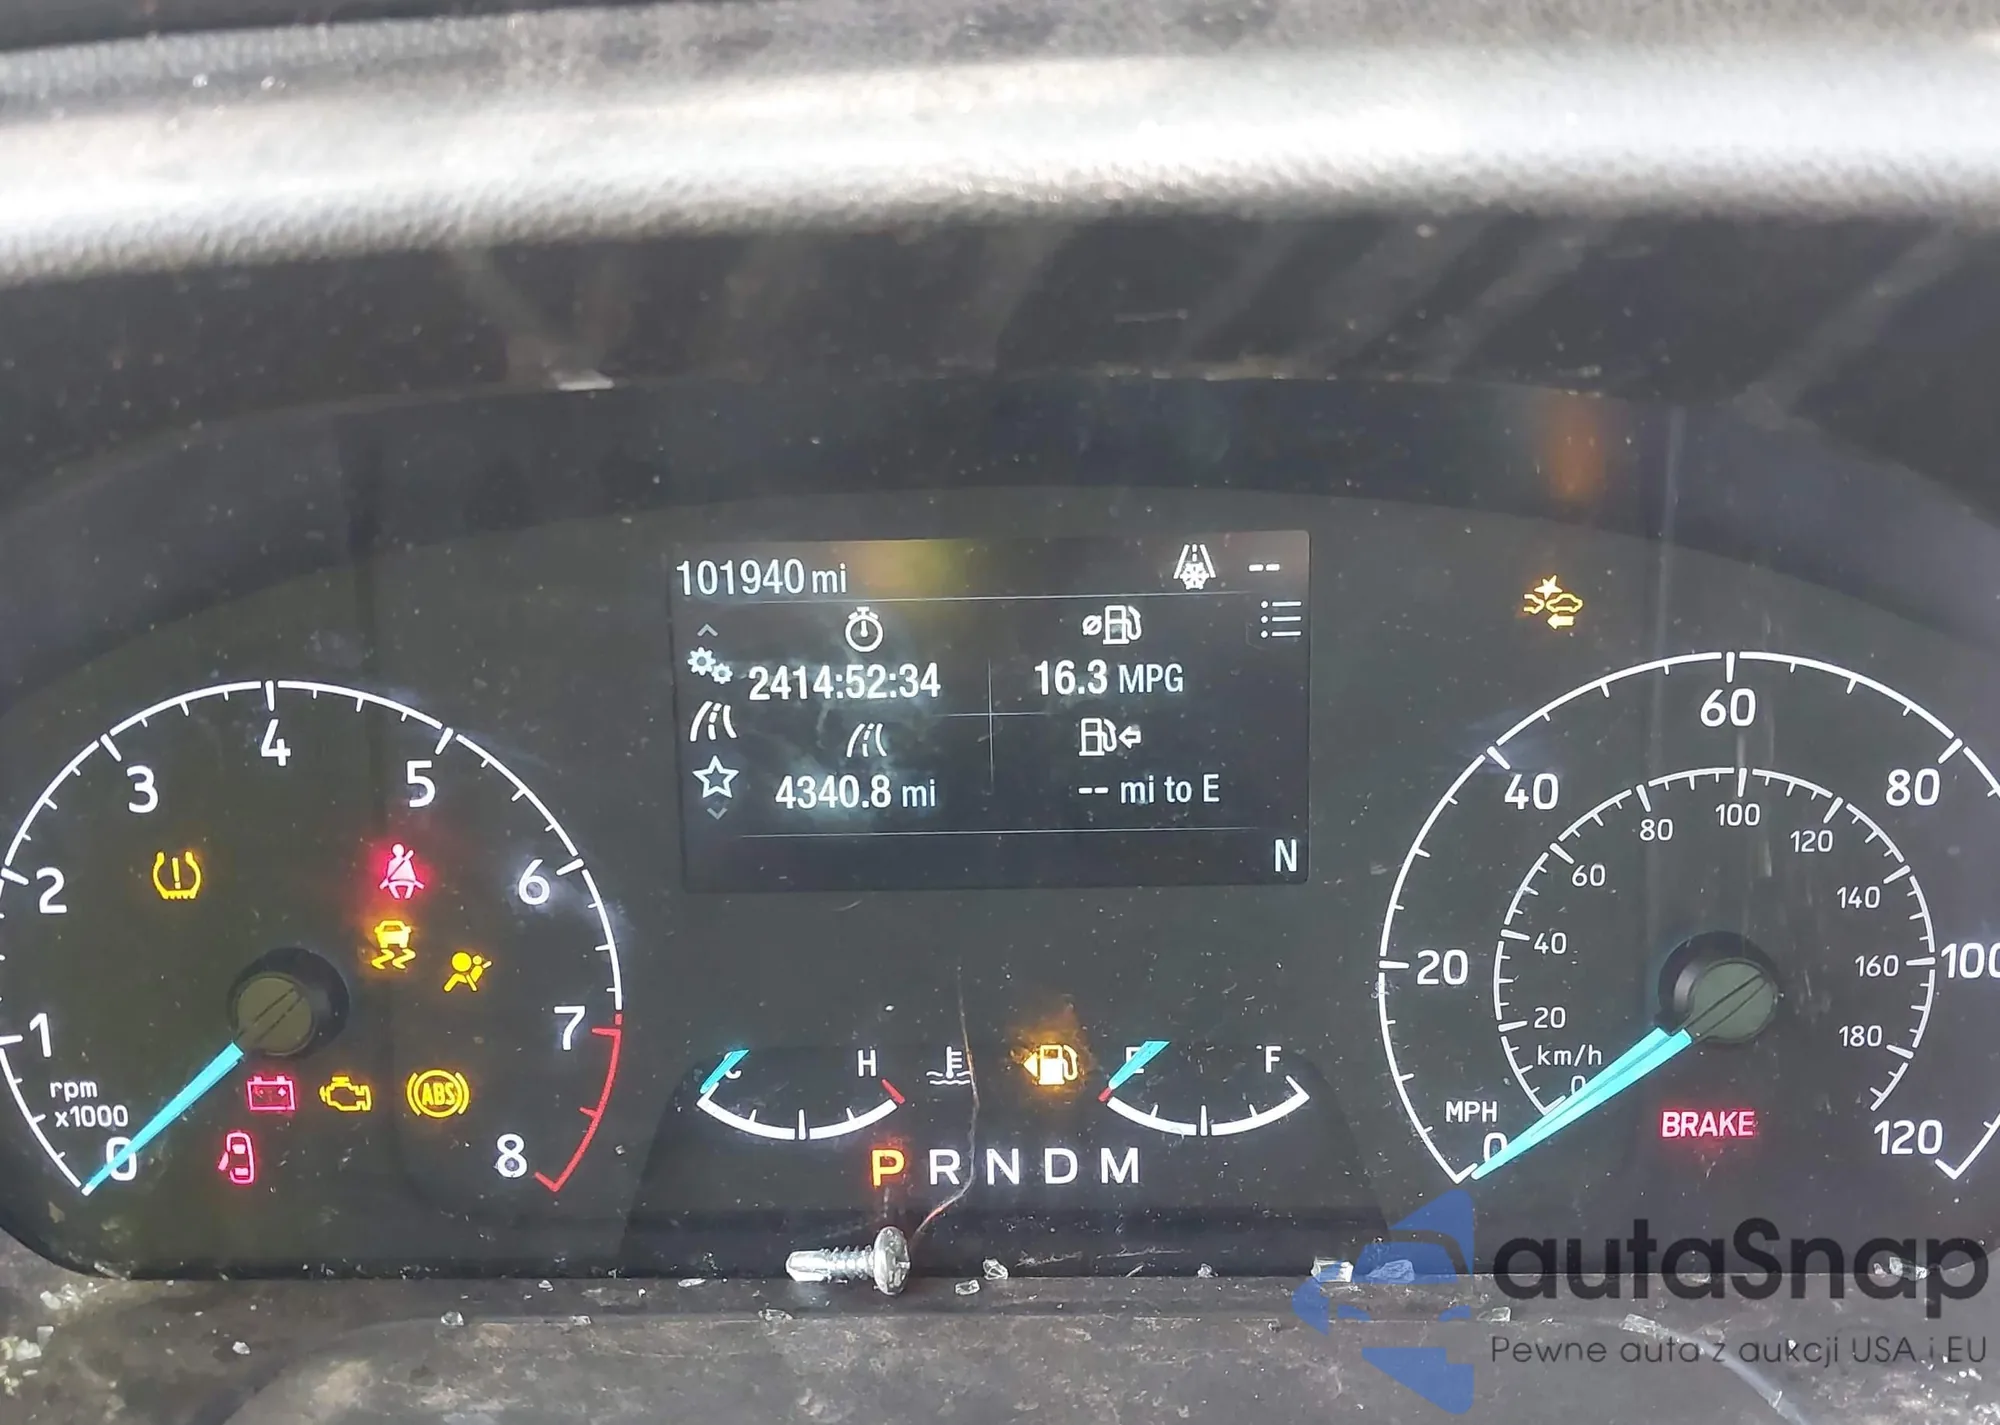 101940 mi --
2414:52:34 16.3 MPG
4340.8 mi -- mi to E
N
0 1 2 3 4 5 6 7 8
rpm
x1000
ABS
C H
E F
P R N D M
0 20 40 60 80 100 120
MPH
0 20 40 60 80 100 120 140 160 180
km/h
BRAKE
autaSnap
Pewne auta z aukcji USA i EU